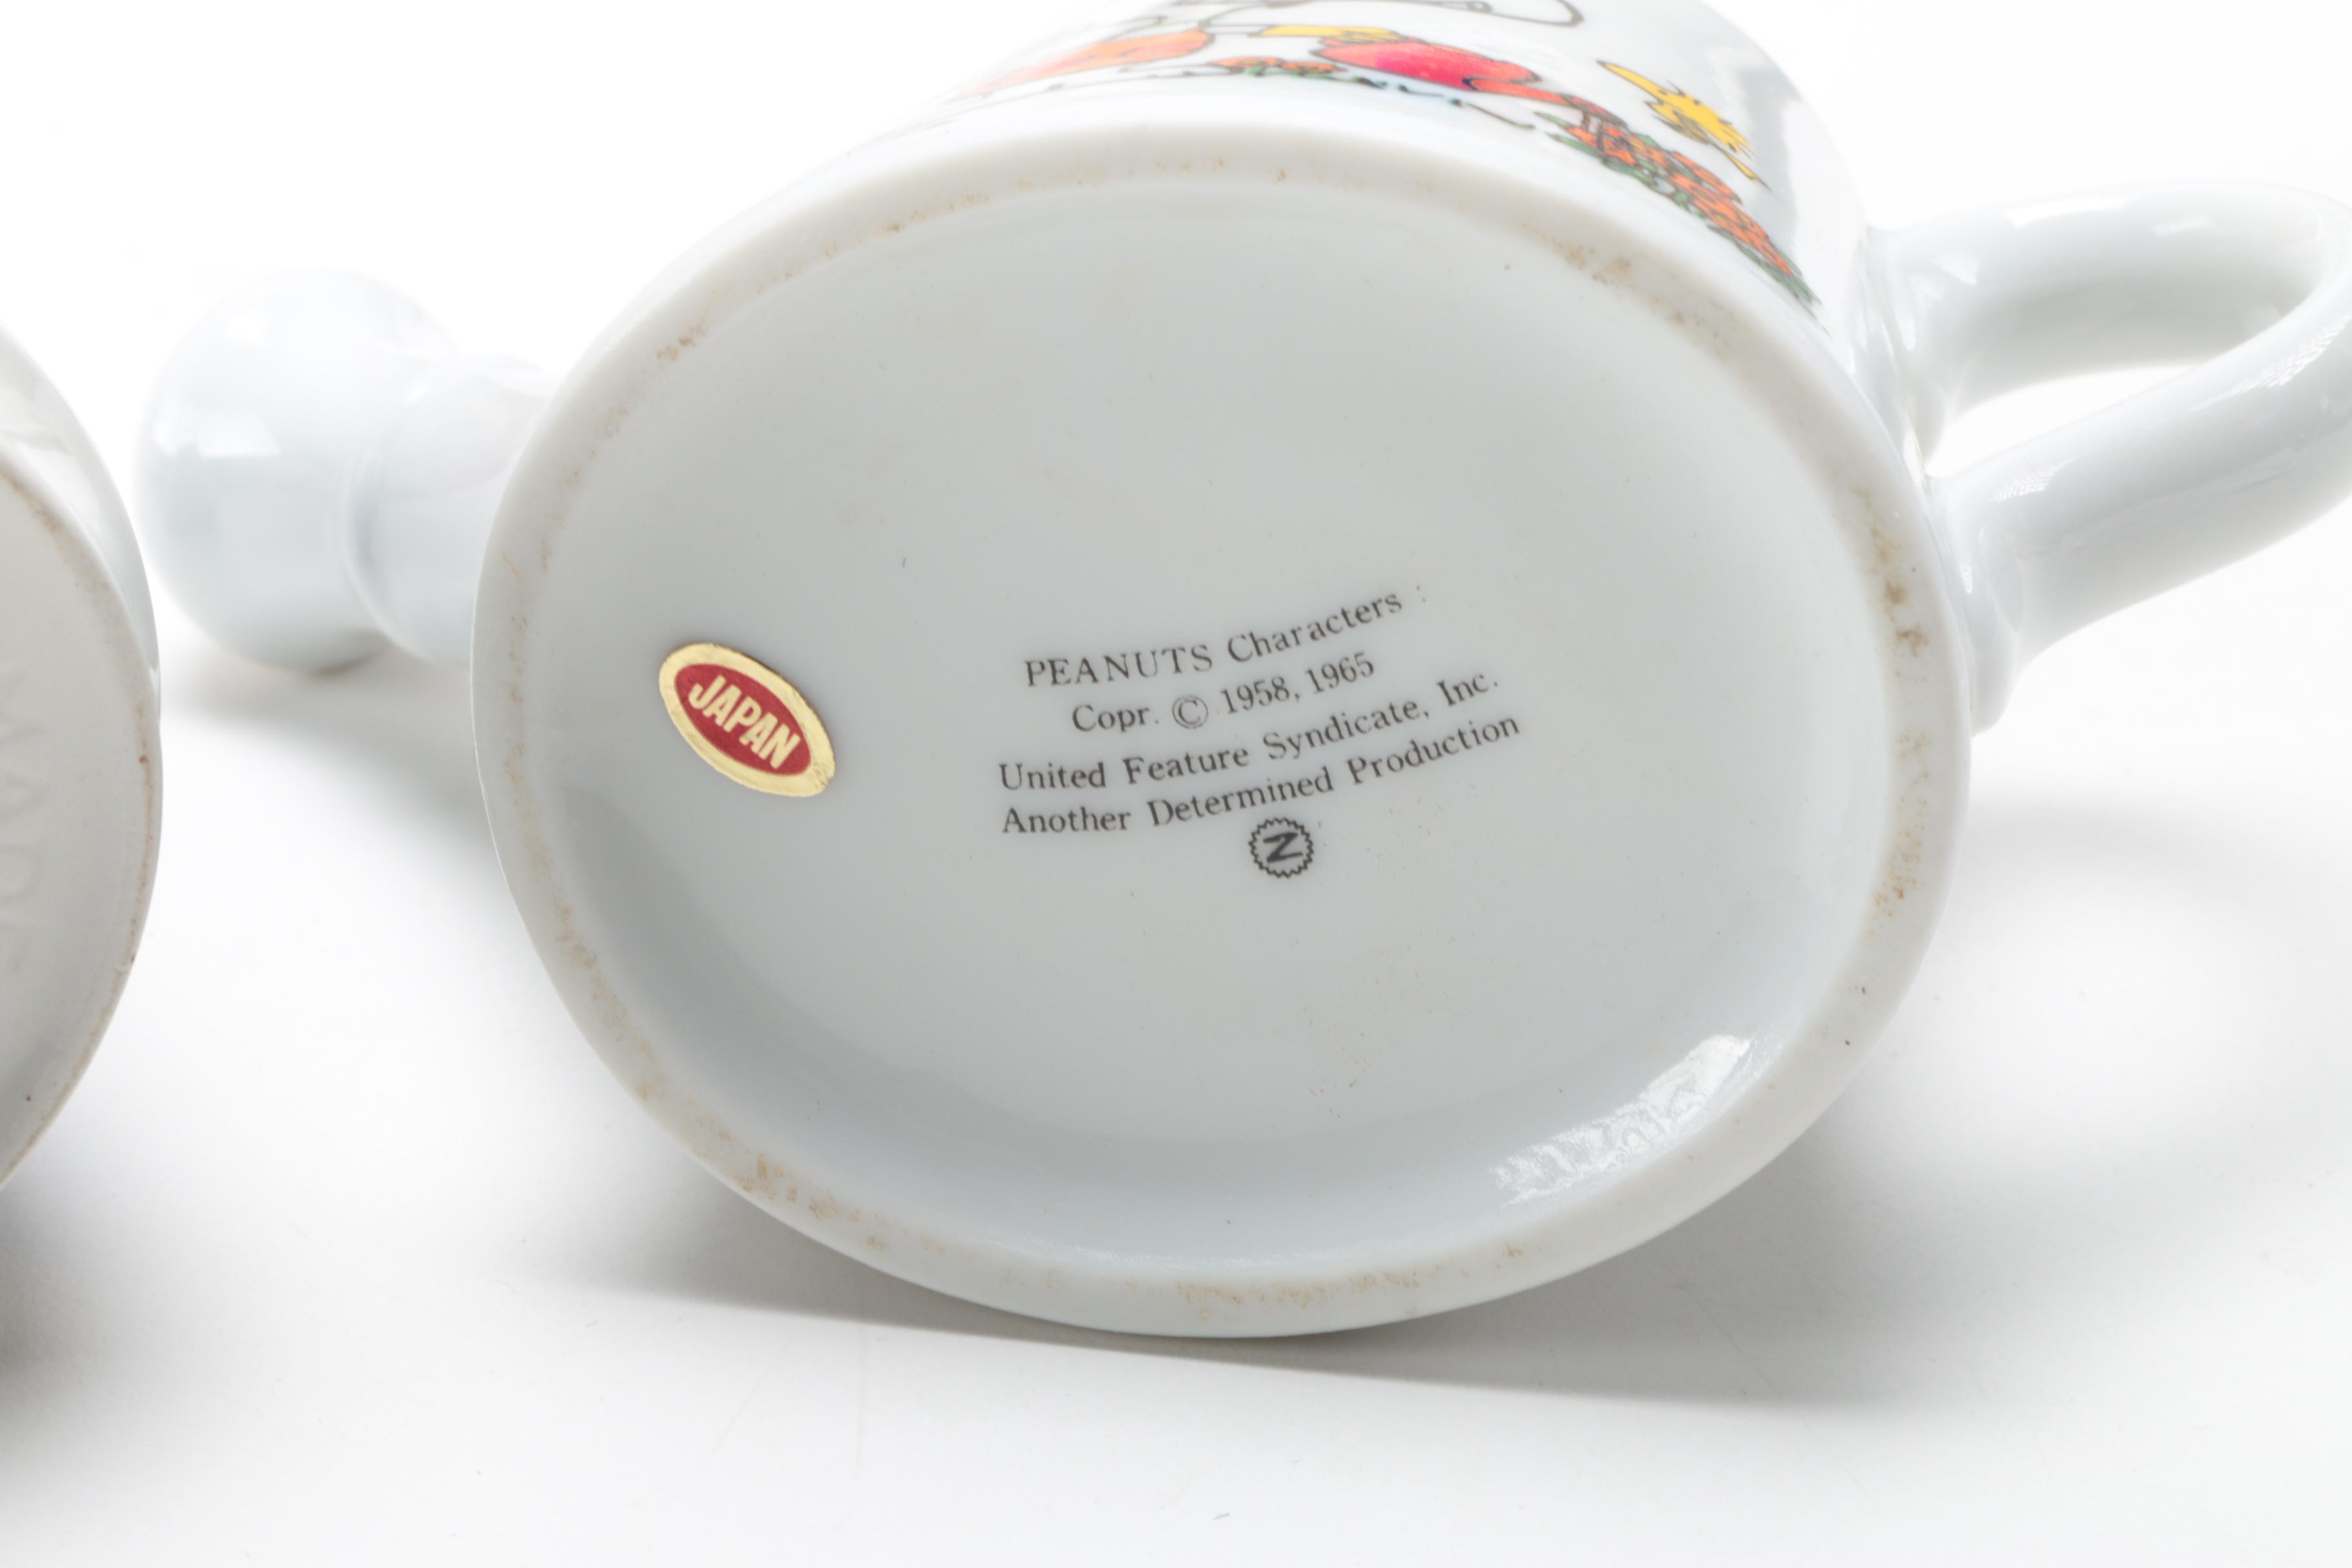 JAPAN
PEANUTS Characters :
Copr. © 1958, 1965
United Feature Syndicate, Inc.
Another Determined Production
N